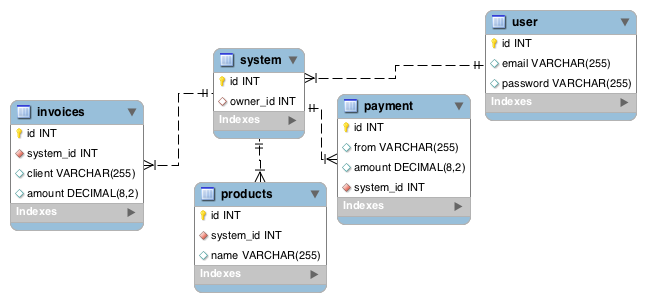 user
id INT
email VARCHAR(255)
password VARCHAR(255)
Indexes
system
id INT
owner_id INT
Indexes
invoices
id INT
system_id INT
client VARCHAR(255)
amount DECIMAL(8,2)
Indexes
payment
id INT
from VARCHAR(255)
amount DECIMAL(8,2)
system_id INT
Indexes
products
id INT
system_id INT
name VARCHAR(255)
Indexes